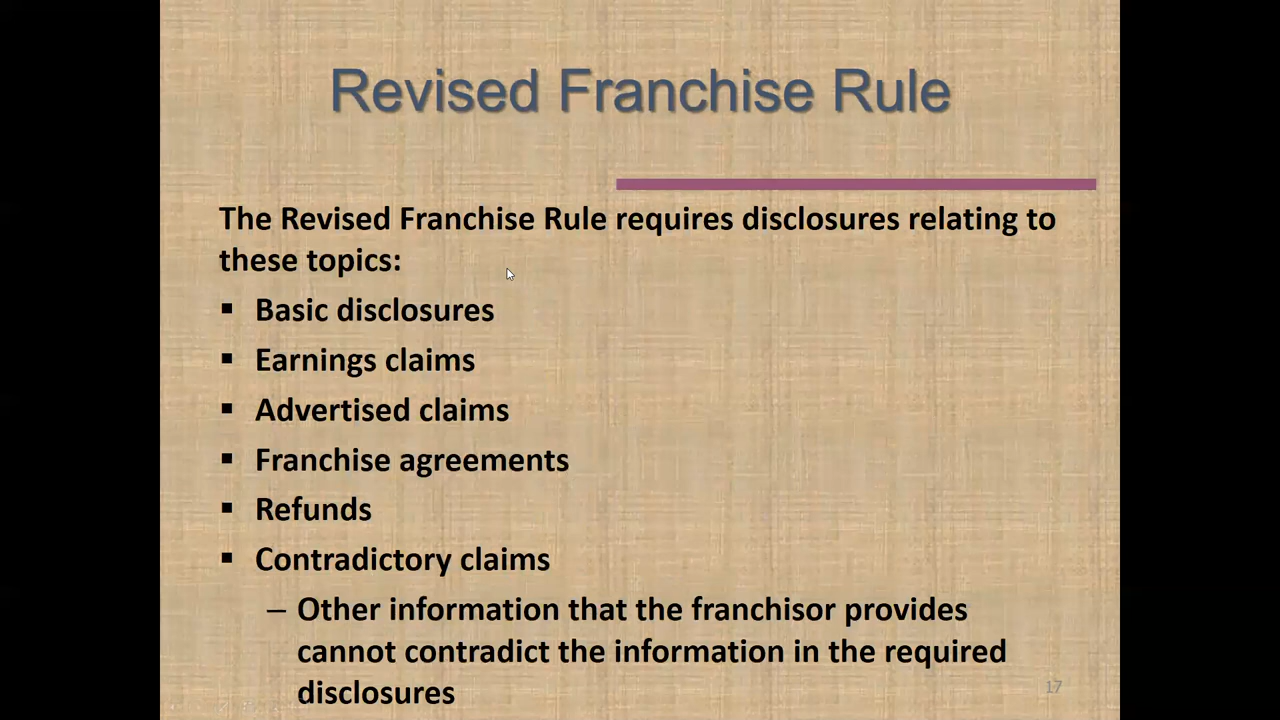 Revised Franchise Rule
The Revised Franchise Rule requires disclosures relating to
these topics:
▪ Basic disclosures
▪ Earnings claims
▪ Advertised claims
▪ Franchise agreements
▪ Refunds
▪ Contradictory claims
– Other information that the franchisor provides
cannot contradict the information in the required
disclosures
17